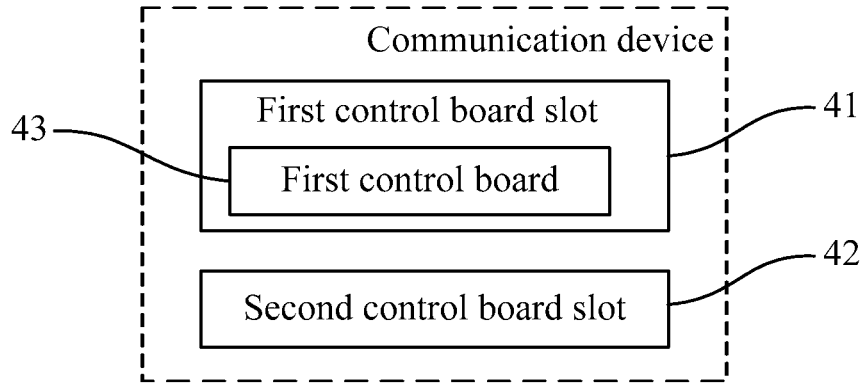 Communication device
First control board slot
41
43
First control board
42
Second control board slot